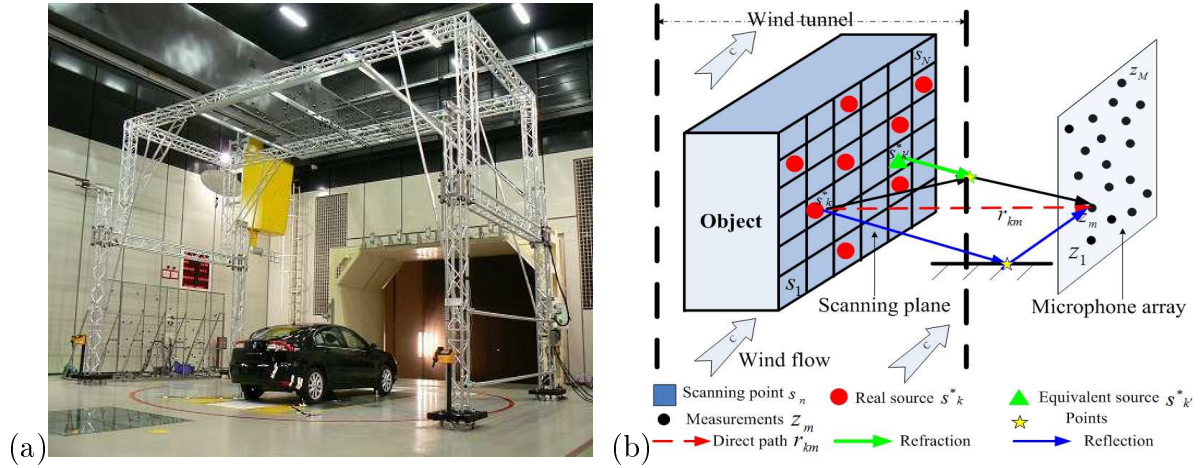 Wind tunnel
s_N
z_M
s*_k'
s*_k
Object
r_km
z_m
z_1
s_1
Scanning plane
Microphone array
c
c
c
Wind flow
Scanning point s_n
Real source s*_k
Equivalent source s*_k'
Measurements z_m
Points
Direct path r_km
Refraction
Reflection
(a)
(b)